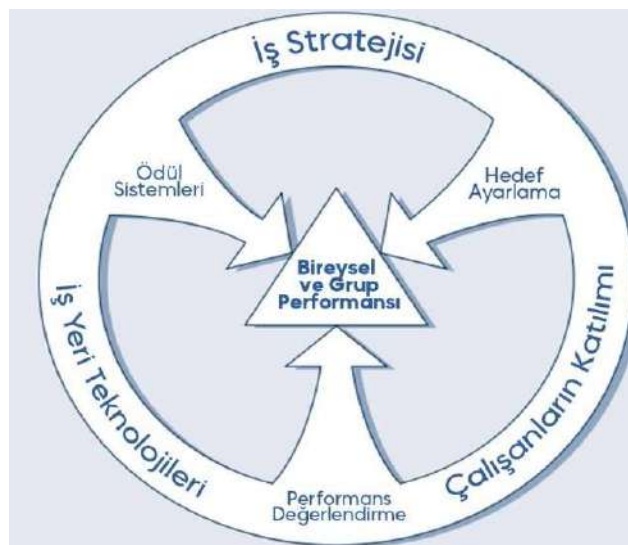 İş Stratejisi
Ödül
Sistemleri
Hedef
Ayarlama
Bireysel
ve Grup
Performansı
İş Yeri Teknolojileri
Çalışanların Katılımı
Performans
Değerlendirme